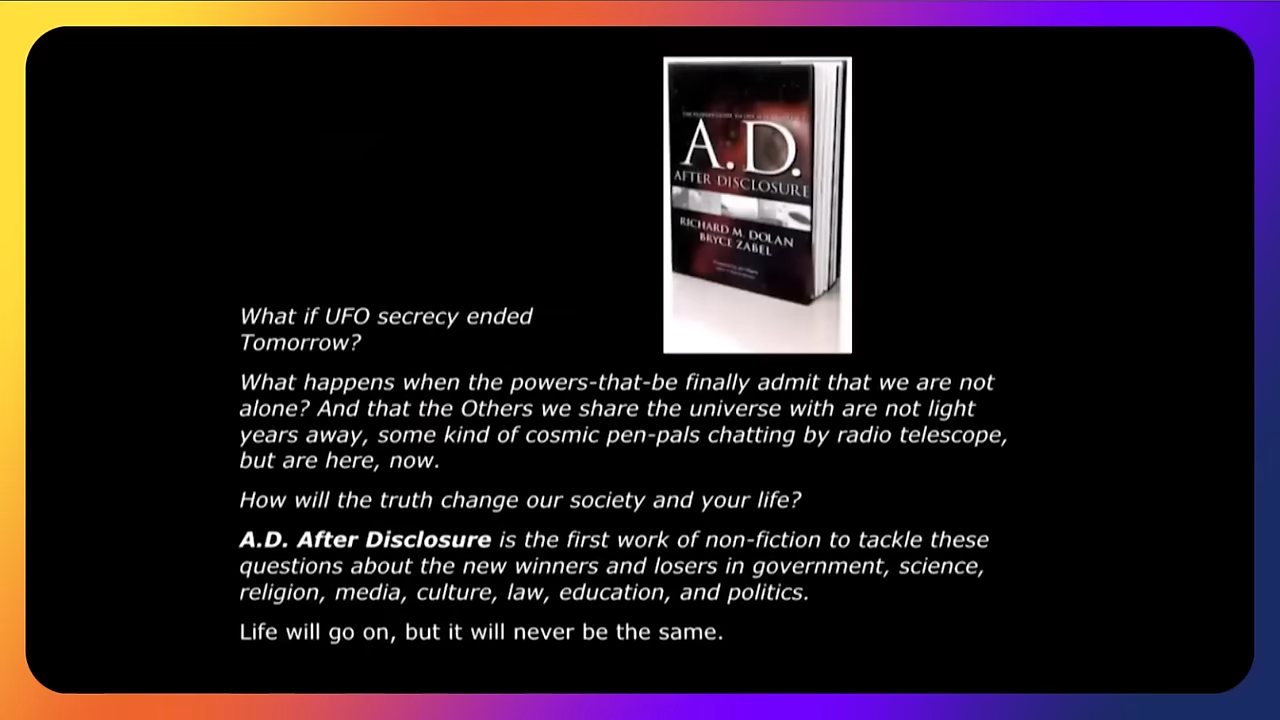 A.D.
AFTER DISCLOSURE
RICHARD M. DOLAN
BRYCE ZABEL
What if UFO secrecy ended
Tomorrow?
What happens when the powers-that-be finally admit that we are not
alone? And that the Others we share the universe with are not light
years away, some kind of cosmic pen-pals chatting by radio telescope,
but are here, now.
How will the truth change our society and your life?
A.D. After Disclosure is the first work of non-fiction to tackle these
questions about the new winners and losers in government, science,
religion, media, culture, law, education, and politics.
Life will go on, but it will never be the same.